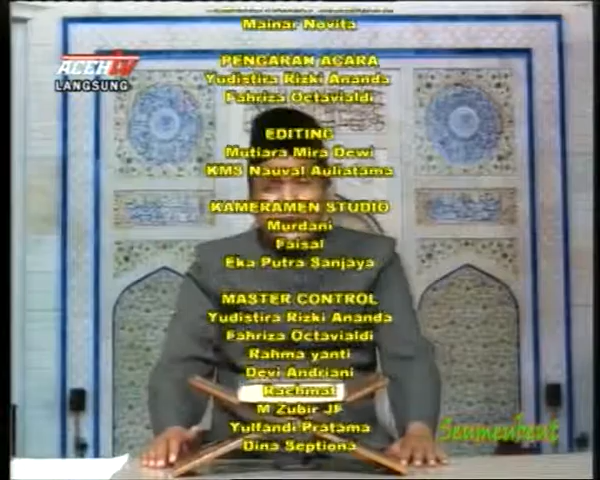 Mainar Novita
ACEH tv
LANGSUNG
PENGARAH ACARA
Yudistira Rizki Ananda
Fahriza Octavialdi
EDITING
Mutiara Mira Dewi
KMS Nauval Auliatama
KAMERAMEN STUDIO
Murdani
Faisal
Eka Putra Sanjaya
MASTER CONTROL
Yudistira Rizki Ananda
Fahriza Octavialdi
Rahma yanti
Devi Andriani
Rachmat
M Zubir JF
Yulfandi Pratama
Dina Septiona
Seumeubeut